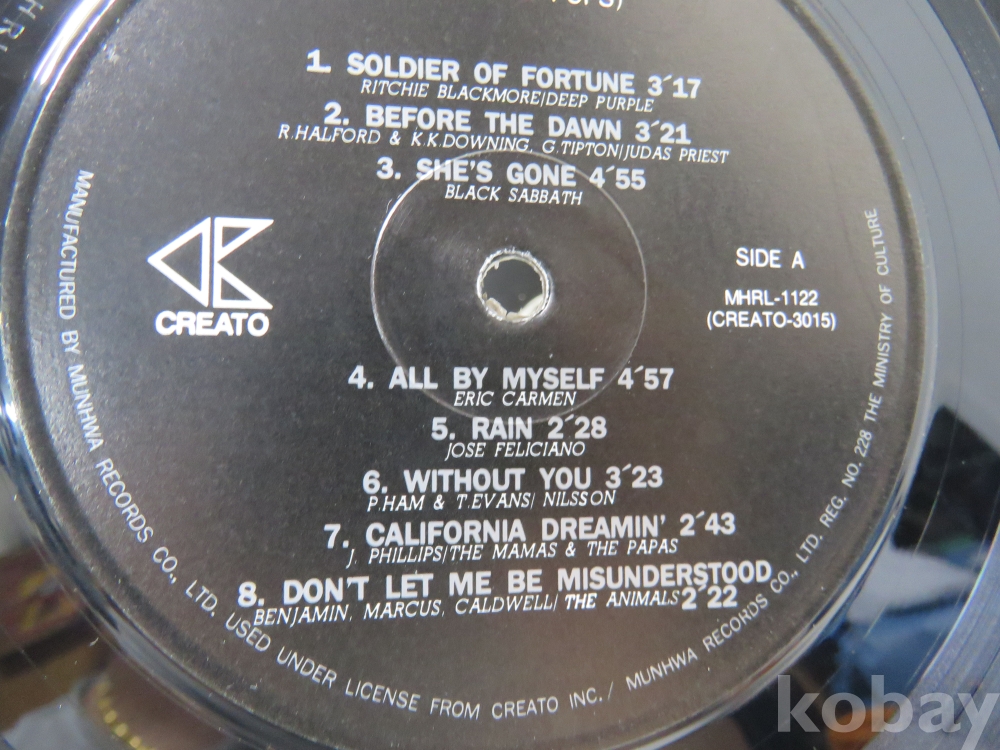 POPS)
1. SOLDIER OF FORTUNE 3´17
RITCHIE BLACKMORE/DEEP PURPLE
2. BEFORE THE DAWN 3´21
R.HALFORD & K.K.DOWNING, G.TIPTON/JUDAS PRIEST
3. SHE'S GONE 4´55
BLACK SABBATH
CREATO
SIDE A
MHRL-1122
(CREATO-3015)
4. ALL BY MYSELF 4´57
ERIC CARMEN
5. RAIN 2´28
JOSE FELICIANO
6. WITHOUT YOU 3´23
P.HAM & T.EVANS/ NILSSON
7. CALIFORNIA DREAMIN' 2´43
J. PHILLIPS/THE MAMAS & THE PAPAS
8. DON'T LET ME BE MISUNDERSTOOD
BENJAMIN, MARCUS, CALDWELL/ THE ANIMALS 2´22
MANUFACTURED BY MUNHWA RECORDS CO., LTD. USED UNDER LICENSE FROM CREATO INC./ MUNHWA RECORDS CO., LTD. REG. NO. 228 THE MINISTRY OF CULTURE
kobay